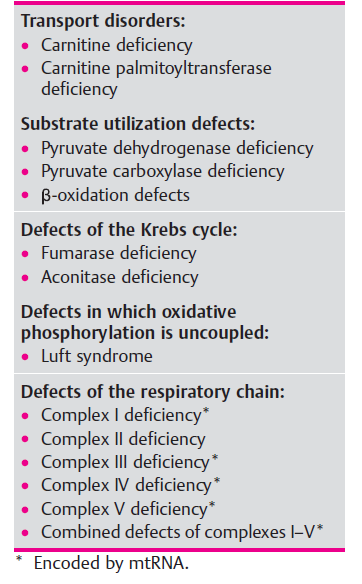 Transport disorders:
• Carnitine deficiency
• Carnitine palmitoyltransferase
deficiency
Substrate utilization defects:
• Pyruvate dehydrogenase deficiency
• Pyruvate carboxylase deficiency
• β-oxidation defects
Defects of the Krebs cycle:
• Fumarase deficiency
• Aconitase deficiency
Defects in which oxidative
phosphorylation is uncoupled:
• Luft syndrome
Defects of the respiratory chain:
• Complex I deficiency*
• Complex II deficiency
• Complex III deficiency*
• Complex IV deficiency*
• Complex V deficiency*
• Combined defects of complexes I–V*
* Encoded by mtRNA.